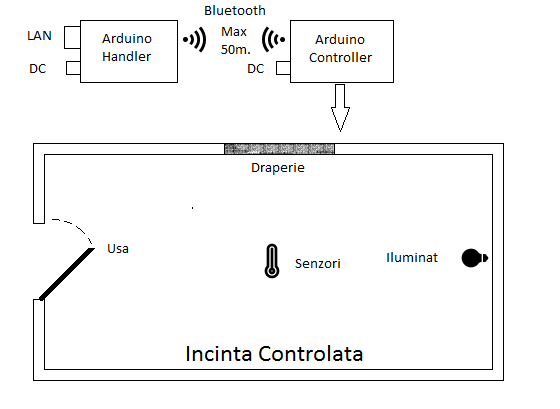 Bluetooth
LAN
Arduino
Handler
DC
Max
50m.
Arduino
Controller
DC
Draperie
Usa
Senzori
Iluminat
Incinta Controlata